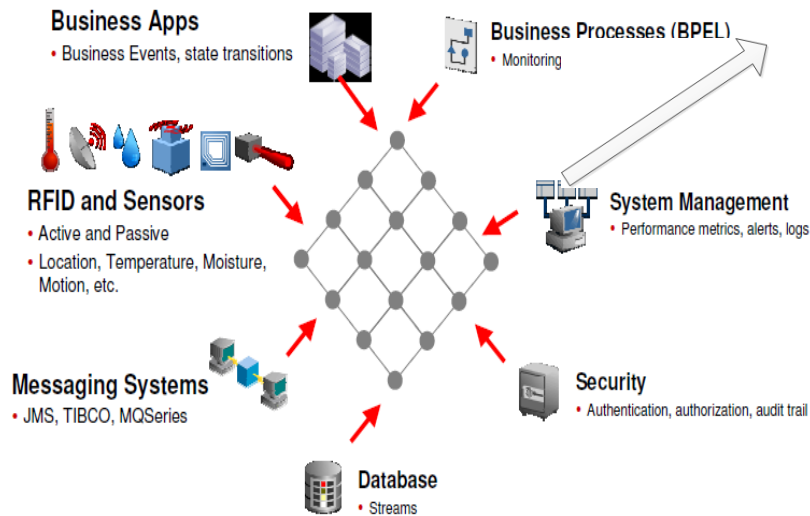 Business Apps
• Business Events, state transitions
Business Processes (BPEL)
• Monitoring
RFID and Sensors
• Active and Passive
• Location, Temperature, Moisture,
Motion, etc.
System Management
• Performance metrics, alerts, logs
Messaging Systems
• JMS, TIBCO, MQSeries
Security
• Authentication, authorization, audit trail
Database
• Streams